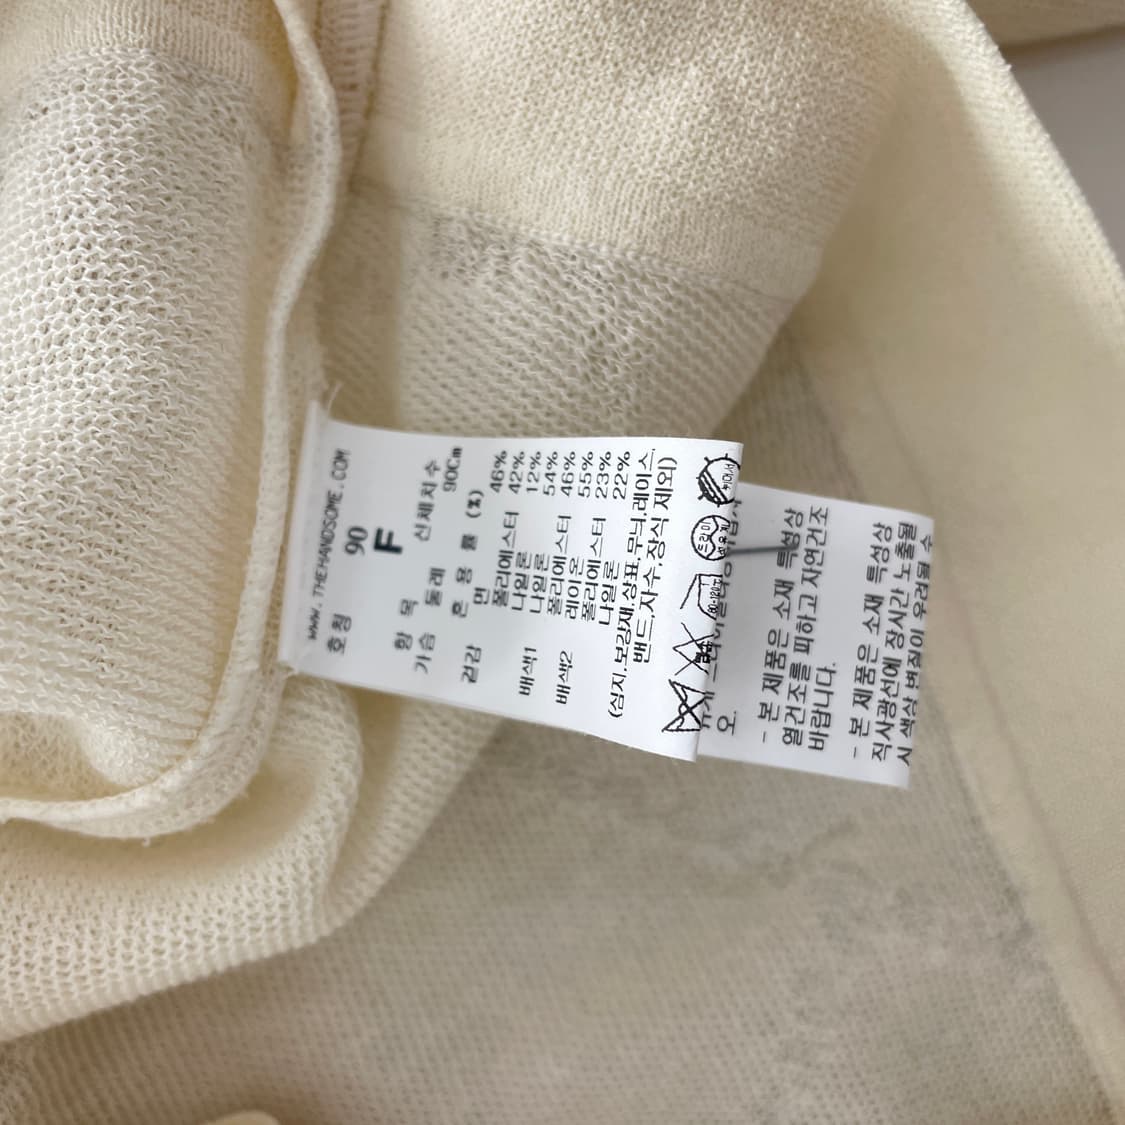 WWW.THEHANDSOME.COM
호칭 90
F
항 목 신체치수
가슴 둘레 90Cm
혼 용 률 (%)
겉감 면 46%
폴리에스터 42%
나일론 12%
배색1 나일론 54%
폴리에스터 46%
배색2 레이온 55%
폴리에스터 23%
나일론 22%
(심지,보강재,상표,무늬,레이스,
밴드,자수,장식 제외)
80~120℃
오.
- 본 제품은 소재 특성상
열건조를 피하고 자연건조
바랍니다.
- 본 제품은 소재 특성상
직사광선에 장시간 노출될
시 색상 변질이 우려될 수